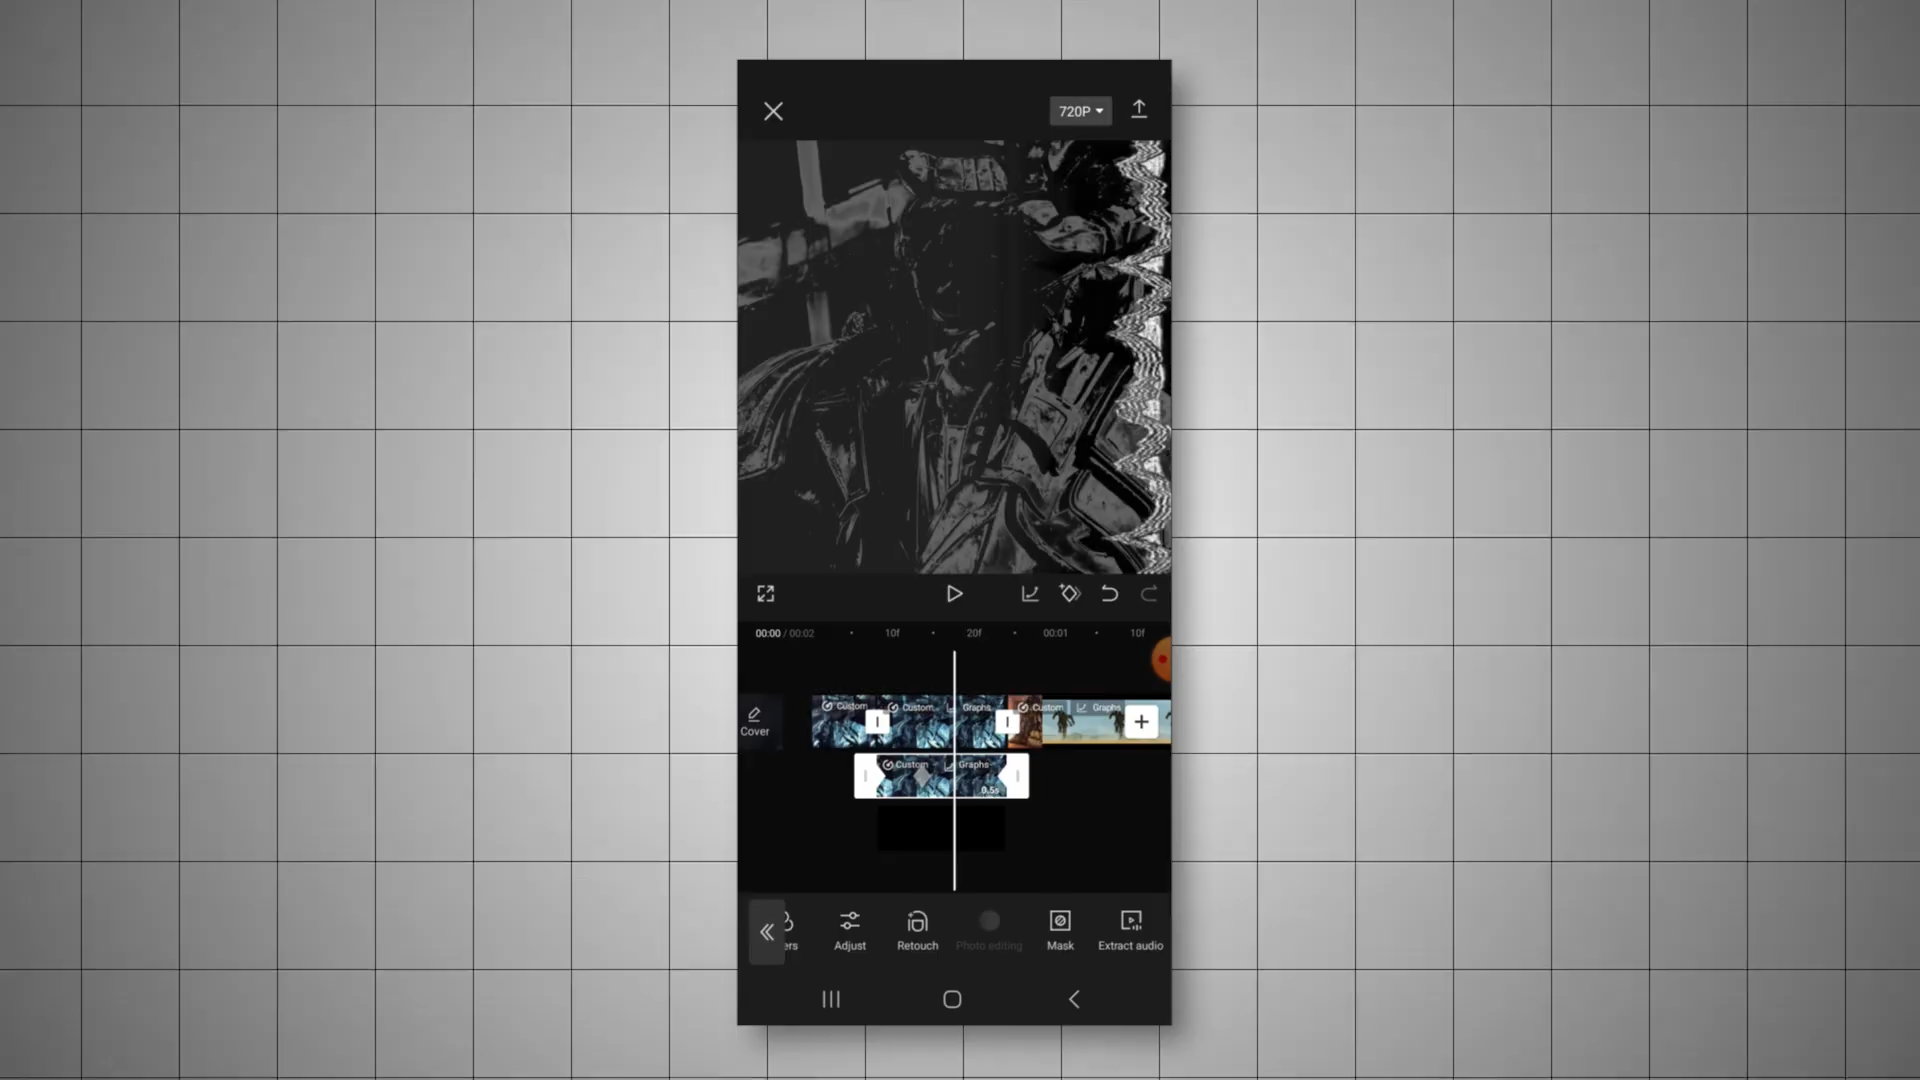 720P
00:00 / 00:02 10f 20f 00:01 10f
Cover
Custom Custom Graphs Custom Graphs
Custom Graphs
0.5s
ers Adjust Retouch Photo editing Mask Extract audio